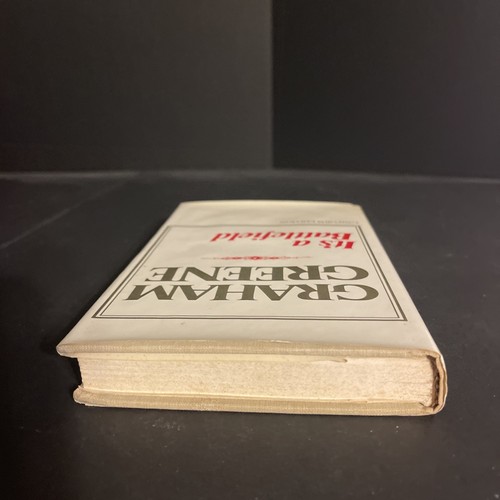 GRAHAM
GREENE
It's a
Battlefield